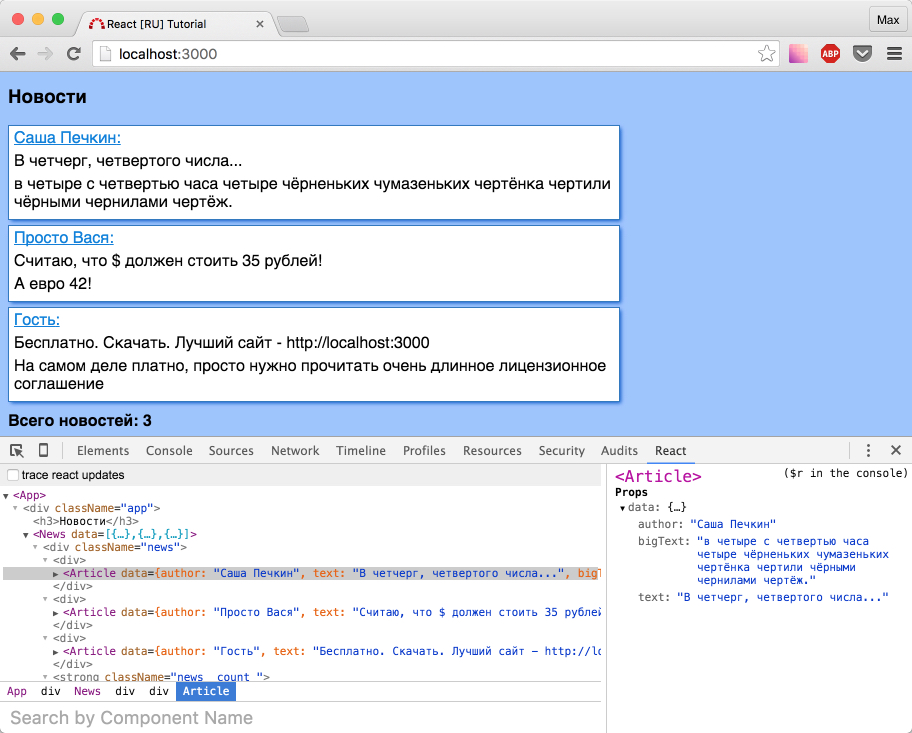 React [RU] Tutorial
Max
localhost:3000
ABP
Новости
Саша Печкин:
В четчерг, четвертого числа...
в четыре с четвертью часа четыре чёрненьких чумазеньких чертёнка чертили
чёрными чернилами чертёж.
Просто Вася:
Считаю, что $ должен стоить 35 рублей!
А евро 42!
Гость:
Бесплатно. Скачать. Лучший сайт - http://localhost:3000
На самом деле платно, просто нужно прочитать очень длинное лицензионное
соглашение
Всего новостей: 3
Elements Console Sources Network Timeline Profiles Resources Security Audits React
trace react updates
<App>
<div className="app">
<h3>Новости</h3>
<News data=[{…},{…},{…}]>
<div className="news">
<div>
<Article data={author: "Саша Печкин", text: "В четчерг, четвертого числа...", big
</div>
<div>
<Article data={author: "Просто Вася", text: "Считаю, что $ должен стоить 35 рублей
</div>
<div>
<Article data={author: "Гость", text: "Бесплатно. Скачать. Лучший сайт - http://lo
</div>
<strong className="news__count ">
App div News div div Article
Search by Component Name
<Article> ($r in the console)
Props
data: {…}
author: "Саша Печкин"
bigText: "в четыре с четвертью часа
четыре чёрненьких чумазеньких
чертёнка чертили чёрными
чернилами чертёж."
text: "В четчерг, четвертого числа..."